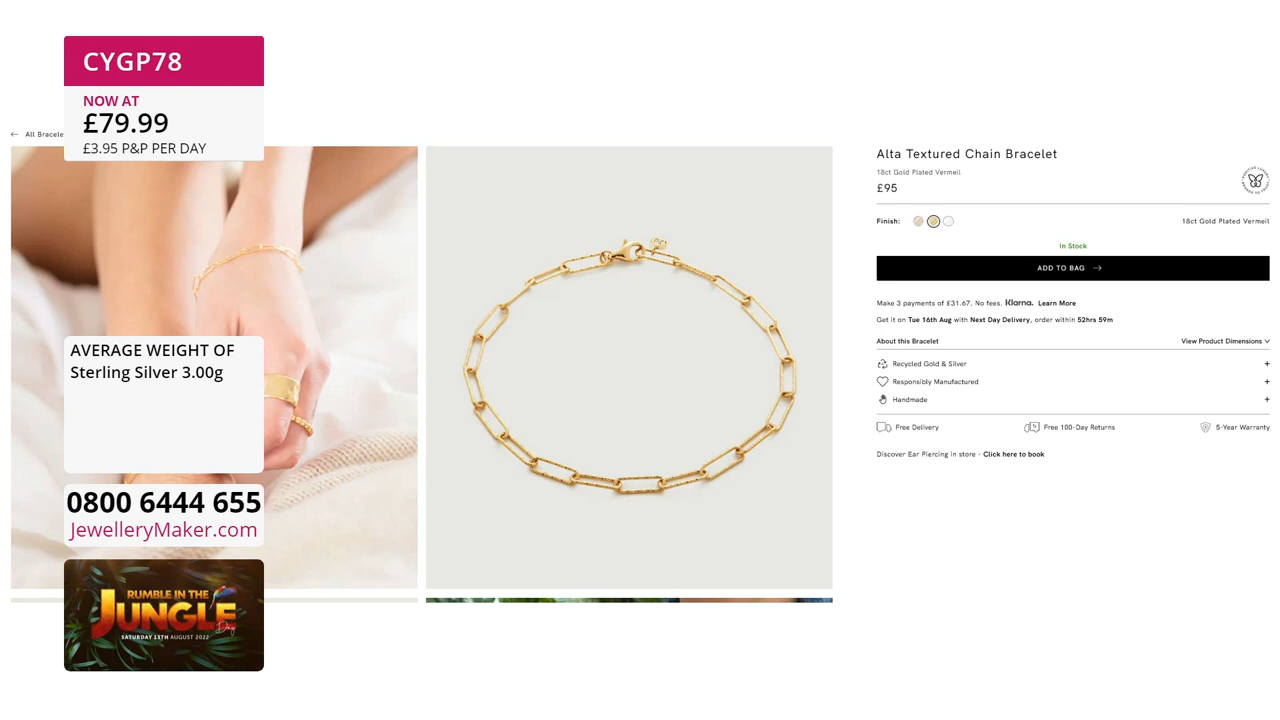 CYGP78
NOW AT
£79.99
£3.95 P&P PER DAY
← All Bracele
AVERAGE WEIGHT OF
Sterling Silver 3.00g
0800 6444 655
JewelleryMaker.com
RUMBLE IN THE
JUNGLE
Day
SATURDAY 13TH AUGUST 2022
Alta Textured Chain Bracelet
18ct Gold Plated Vermeil
£95
Finish: 18ct Gold Plated Vermeil
In Stock
ADD TO BAG →
Make 3 payments of £31.67. No fees. Klarna. Learn More
Get it on Tue 16th Aug with Next Day Delivery, order within 52hrs 59m
About this Bracelet View Product Dimensions
Recycled Gold & Silver +
Responsibly Manufactured +
Handmade +
Free Delivery Free 100-Day Returns 5-Year Warranty
Discover Ear Piercing in store - Click here to book